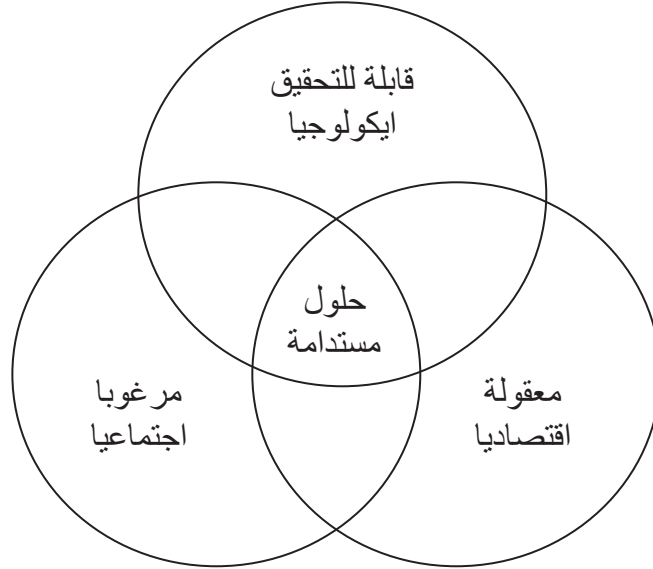 قابلة للتحقيق
ايكولوجيا
حلول
مستدامة
معقولة
اقتصاديا
مرغوبا
اجتماعيا